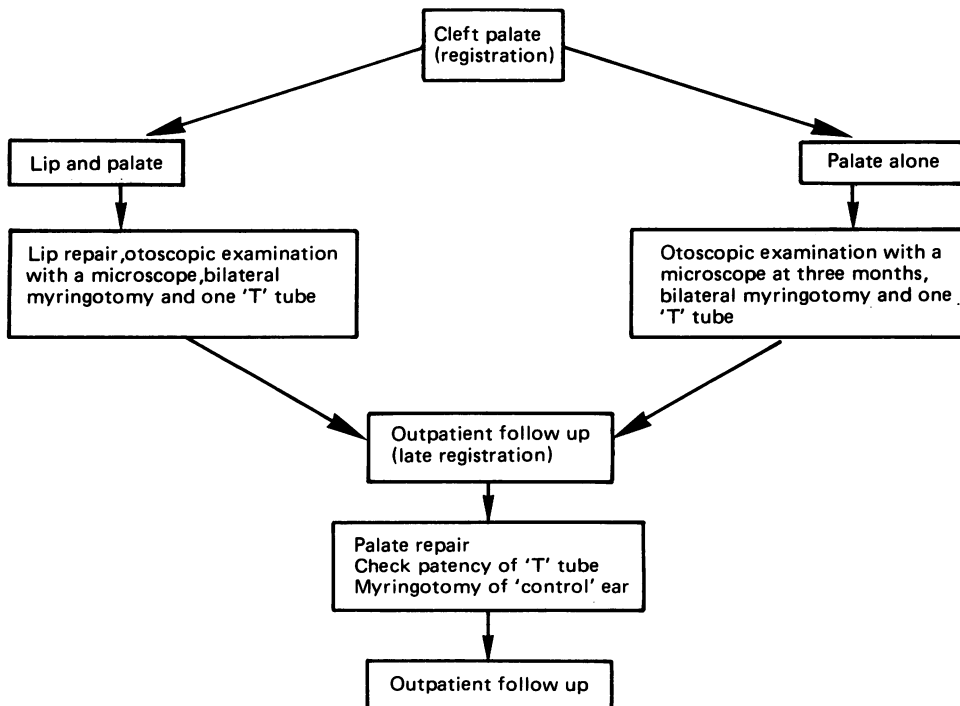 Cleft palate
(registration)
Lip and palate
Palate alone
Lip repair,otoscopic examination
with a microscope,bilateral
myringotomy and one ‘T’ tube
Otoscopic examination with a
microscope at three months,
bilateral myringotomy and one
‘T’ tube
Outpatient follow up
(late registration)
Palate repair
Check patency of ‘T’ tube
Myringotomy of ‘control’ ear
Outpatient follow up